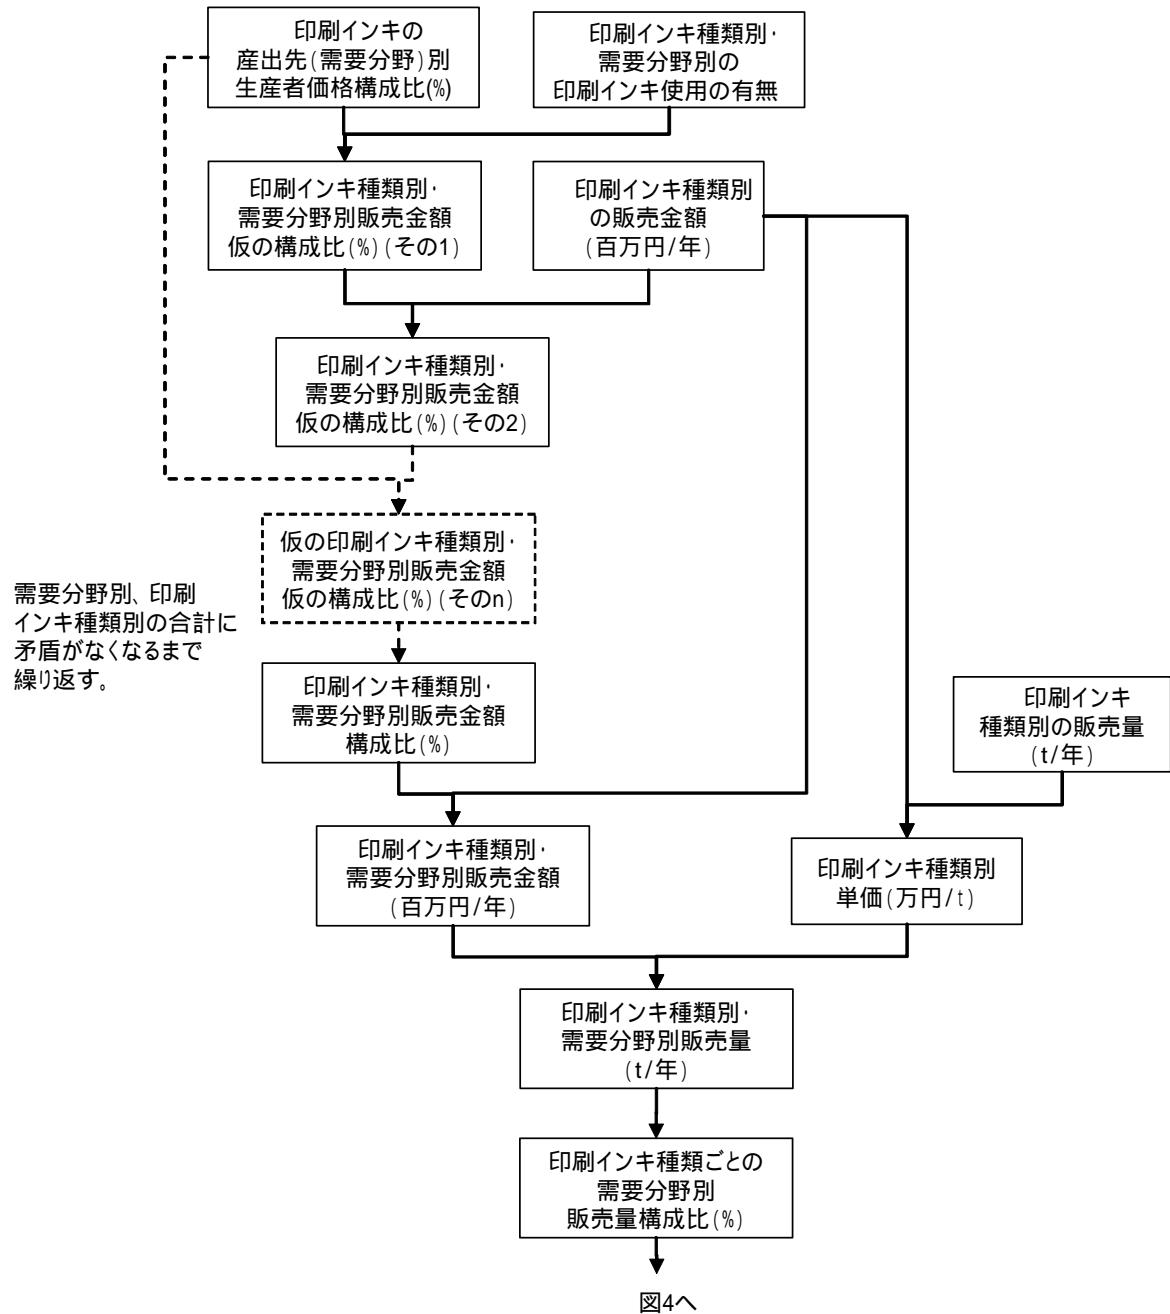 印刷インキの
産出先(需要分野)別
生産者価格構成比(%)
印刷インキ種類別・
需要分野別の
印刷インキ使用の有無
印刷インキ種類別・
需要分野別販売金額
仮の構成比(%)(その1)
印刷インキ種類別
の販売金額
(百万円/年)
印刷インキ種類別・
需要分野別販売金額
仮の構成比(%)(その2)
仮の印刷インキ種類別・
需要分野別販売金額
仮の構成比(%)(そのn)
需要分野別、印刷
インキ種類別の合計に
矛盾がなくなるまで
繰り返す。
印刷インキ種類別・
需要分野別販売金額
構成比(%)
印刷インキ
種類別の販売量
(t/年)
印刷インキ種類別・
需要分野別販売金額
(百万円/年)
印刷インキ種類別
単価(万円/t)
印刷インキ種類別・
需要分野別販売量
(t/年)
印刷インキ種類ごとの
需要分野別
販売量構成比(%)
図4へ